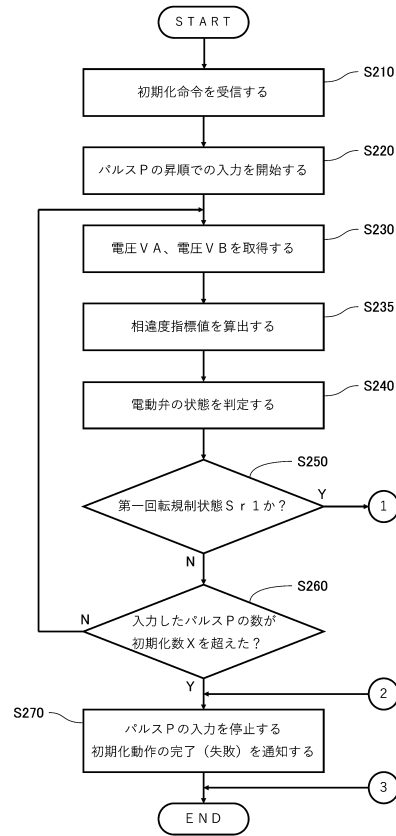 ＳＴＡＲＴ
S210
初期化命令を受信する
S220
パルスＰの昇順での入力を開始する
S230
電圧ＶＡ、電圧ＶＢを取得する
S235
相違度指標値を算出する
S240
電動弁の状態を判定する
S250
第一回転規制状態Ｓｒ１か？
Y
1
N
S260
N
入力したパルスＰの数が
初期化数Ｘを超えた？
Y
2
S270
パルスＰの入力を停止する
初期化動作の完了（失敗）を通知する
3
ＥＮＤ